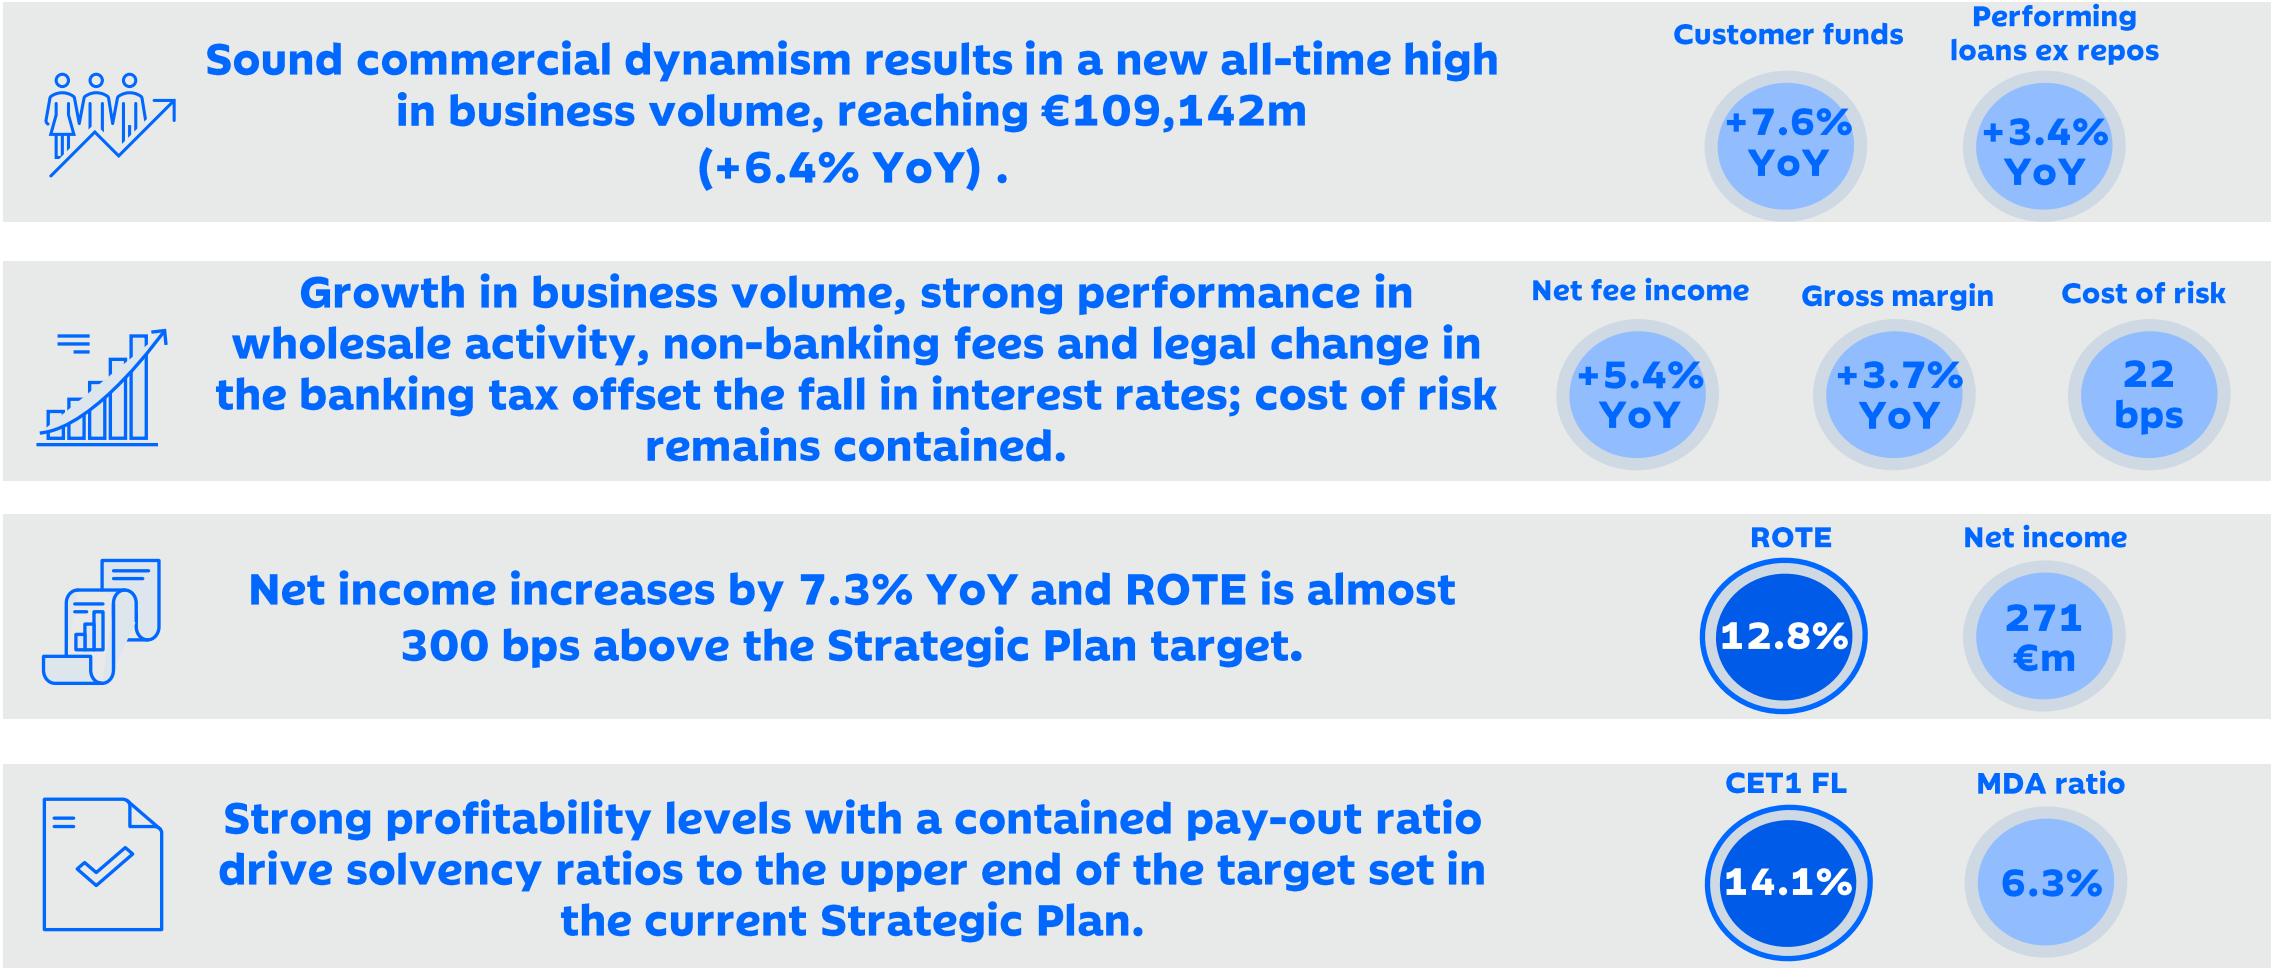 Sound commercial dynamism results in a new all-time high
in business volume, reaching €109,142m
(+6.4% YoY) .
Customer funds
+7.6%
YoY
Performing
loans ex repos
+3.4%
YoY
Growth in business volume, strong performance in
wholesale activity, non-banking fees and legal change in
the banking tax offset the fall in interest rates; cost of risk
remains contained.
Net fee income
+5.4%
YoY
Gross margin
+3.7%
YoY
Cost of risk
22
bps
Net income increases by 7.3% YoY and ROTE is almost
300 bps above the Strategic Plan target.
ROTE
12.8%
Net income
271
€m
Strong profitability levels with a contained pay-out ratio
drive solvency ratios to the upper end of the target set in
the current Strategic Plan.
CET1 FL
14.1%
MDA ratio
6.3%